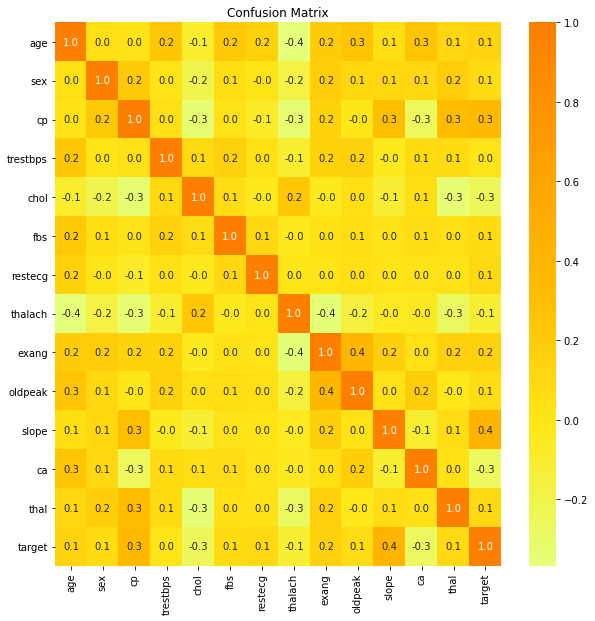 Confusion Matrix
age 1.0 0.0 0.0 0.2 -0.1 0.2 0.2 -0.4 0.2 0.3 0.1 0.3 0.1 0.1
sex 0.0 1.0 0.2 0.0 -0.2 0.1 -0.0 -0.2 0.2 0.1 0.1 0.1 0.2 0.1
cp 0.0 0.2 1.0 0.0 -0.3 0.0 -0.1 -0.3 0.2 -0.0 0.3 -0.3 0.3 0.3
trestbps 0.2 0.0 0.0 1.0 0.1 0.2 0.0 -0.1 0.2 0.2 -0.0 0.1 0.1 0.0
chol -0.1 -0.2 -0.3 0.1 1.0 0.1 -0.0 0.2 -0.0 0.0 -0.1 0.1 -0.3 -0.3
fbs 0.2 0.1 0.0 0.2 0.1 1.0 0.1 -0.0 0.0 0.1 0.0 0.1 0.0 0.1
restecg 0.2 -0.0 -0.1 0.0 -0.0 0.1 1.0 0.0 0.0 0.0 0.0 0.0 0.0 0.1
thalach -0.4 -0.2 -0.3 -0.1 0.2 -0.0 0.0 1.0 -0.4 -0.2 -0.0 -0.0 -0.3 -0.1
exang 0.2 0.2 0.2 0.2 -0.0 0.0 0.0 -0.4 1.0 0.4 0.2 0.0 0.2 0.2
oldpeak 0.3 0.1 -0.0 0.2 0.0 0.1 0.0 -0.2 0.4 1.0 0.0 0.2 -0.0 0.1
slope 0.1 0.1 0.3 -0.0 -0.1 0.0 0.0 -0.0 0.2 0.0 1.0 -0.1 0.1 0.4
ca 0.3 0.1 -0.3 0.1 0.1 0.1 0.0 -0.0 0.0 0.2 -0.1 1.0 0.0 -0.3
thal 0.1 0.2 0.3 0.1 -0.3 0.0 0.0 -0.3 0.2 -0.0 0.1 0.0 1.0 0.1
target 0.1 0.1 0.3 0.0 -0.3 0.1 0.1 -0.1 0.2 0.1 0.4 -0.3 0.1 1.0
age sex cp trestbps chol fbs restecg thalach exang oldpeak slope ca thal target
1.0
0.8
0.6
0.4
0.2
0.0
−0.2